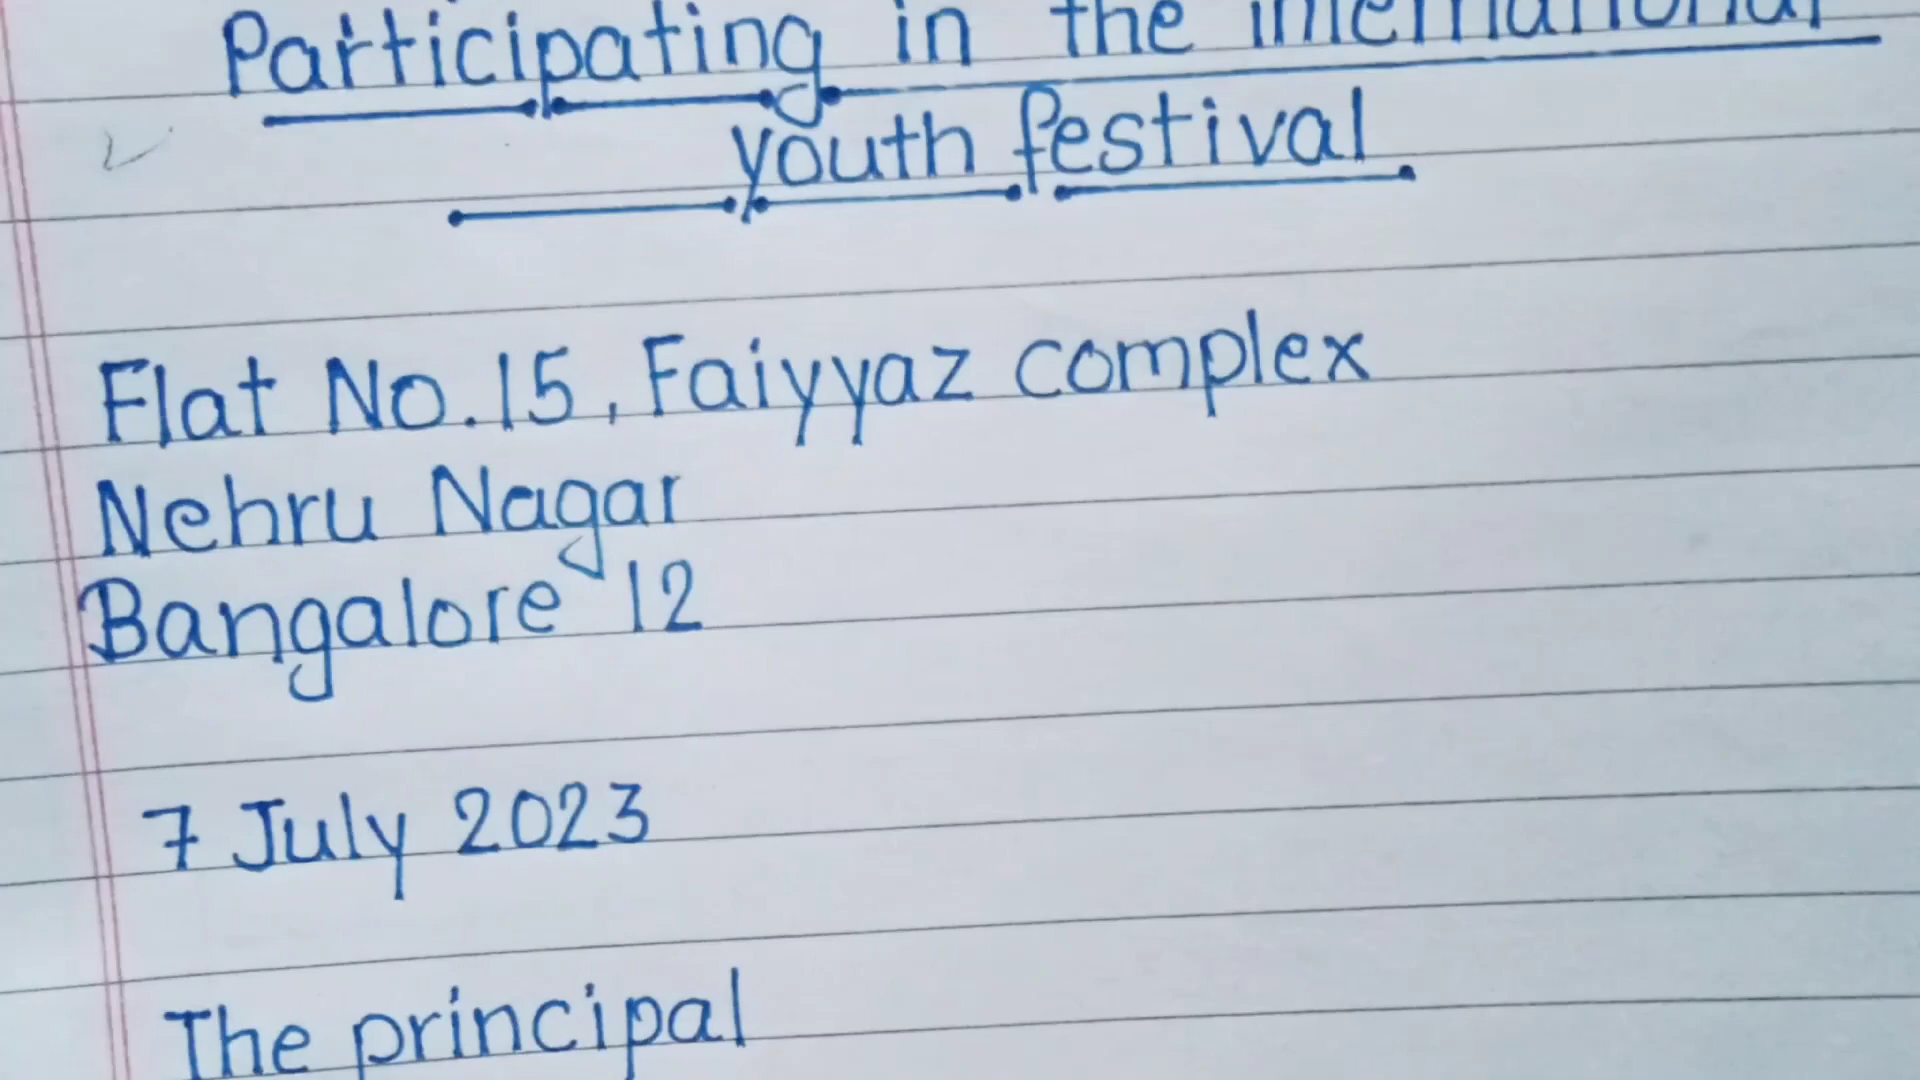 Participating in the international
youth festival.
Flat No.15, Faiyyaz complex
Nehru Nagar
Bangalore 12
7 July 2023
The principal